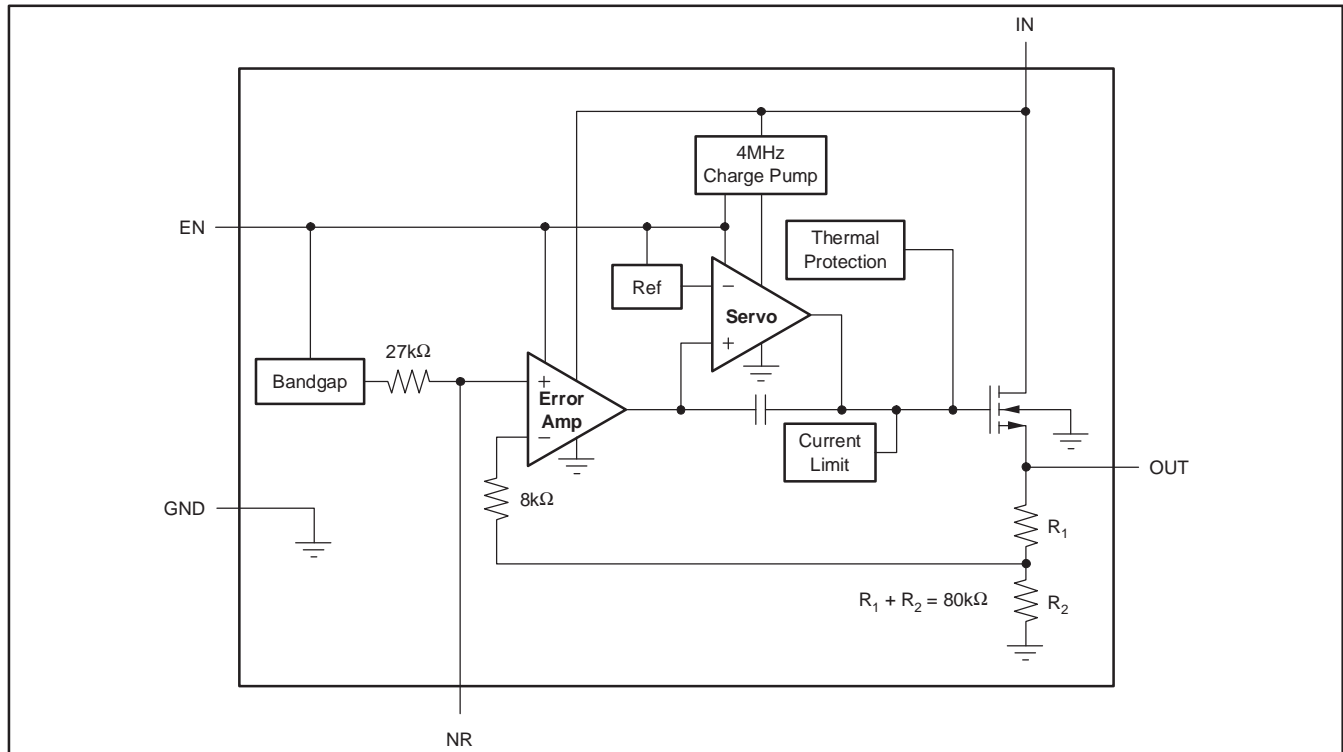 IN
4MHz
Charge Pump
EN
Thermal
Protection
Ref
−
Servo
+
27kΩ
Bandgap
+
Error
Amp
−
Current
Limit
OUT
GND
8kΩ
R₁
R₁ + R₂ = 80kΩ
R₂
NR